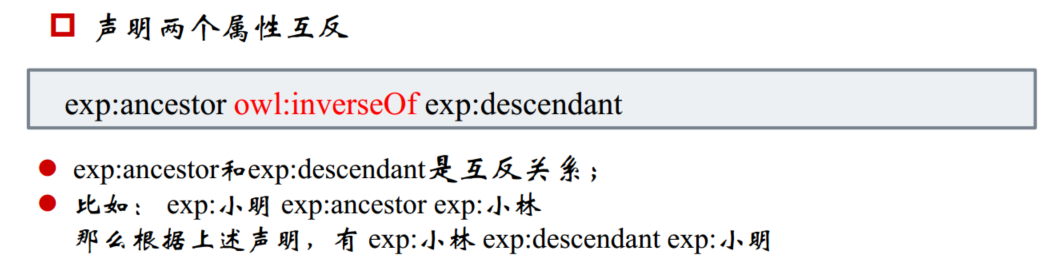 声明两个属性互反
exp:ancestor owl:inverseOf exp:descendant
exp:ancestor和exp:descendant是互反关系；
比如： exp:小明 exp:ancestor exp:小林
那么根据上述声明，有 exp:小林 exp:descendant exp:小明